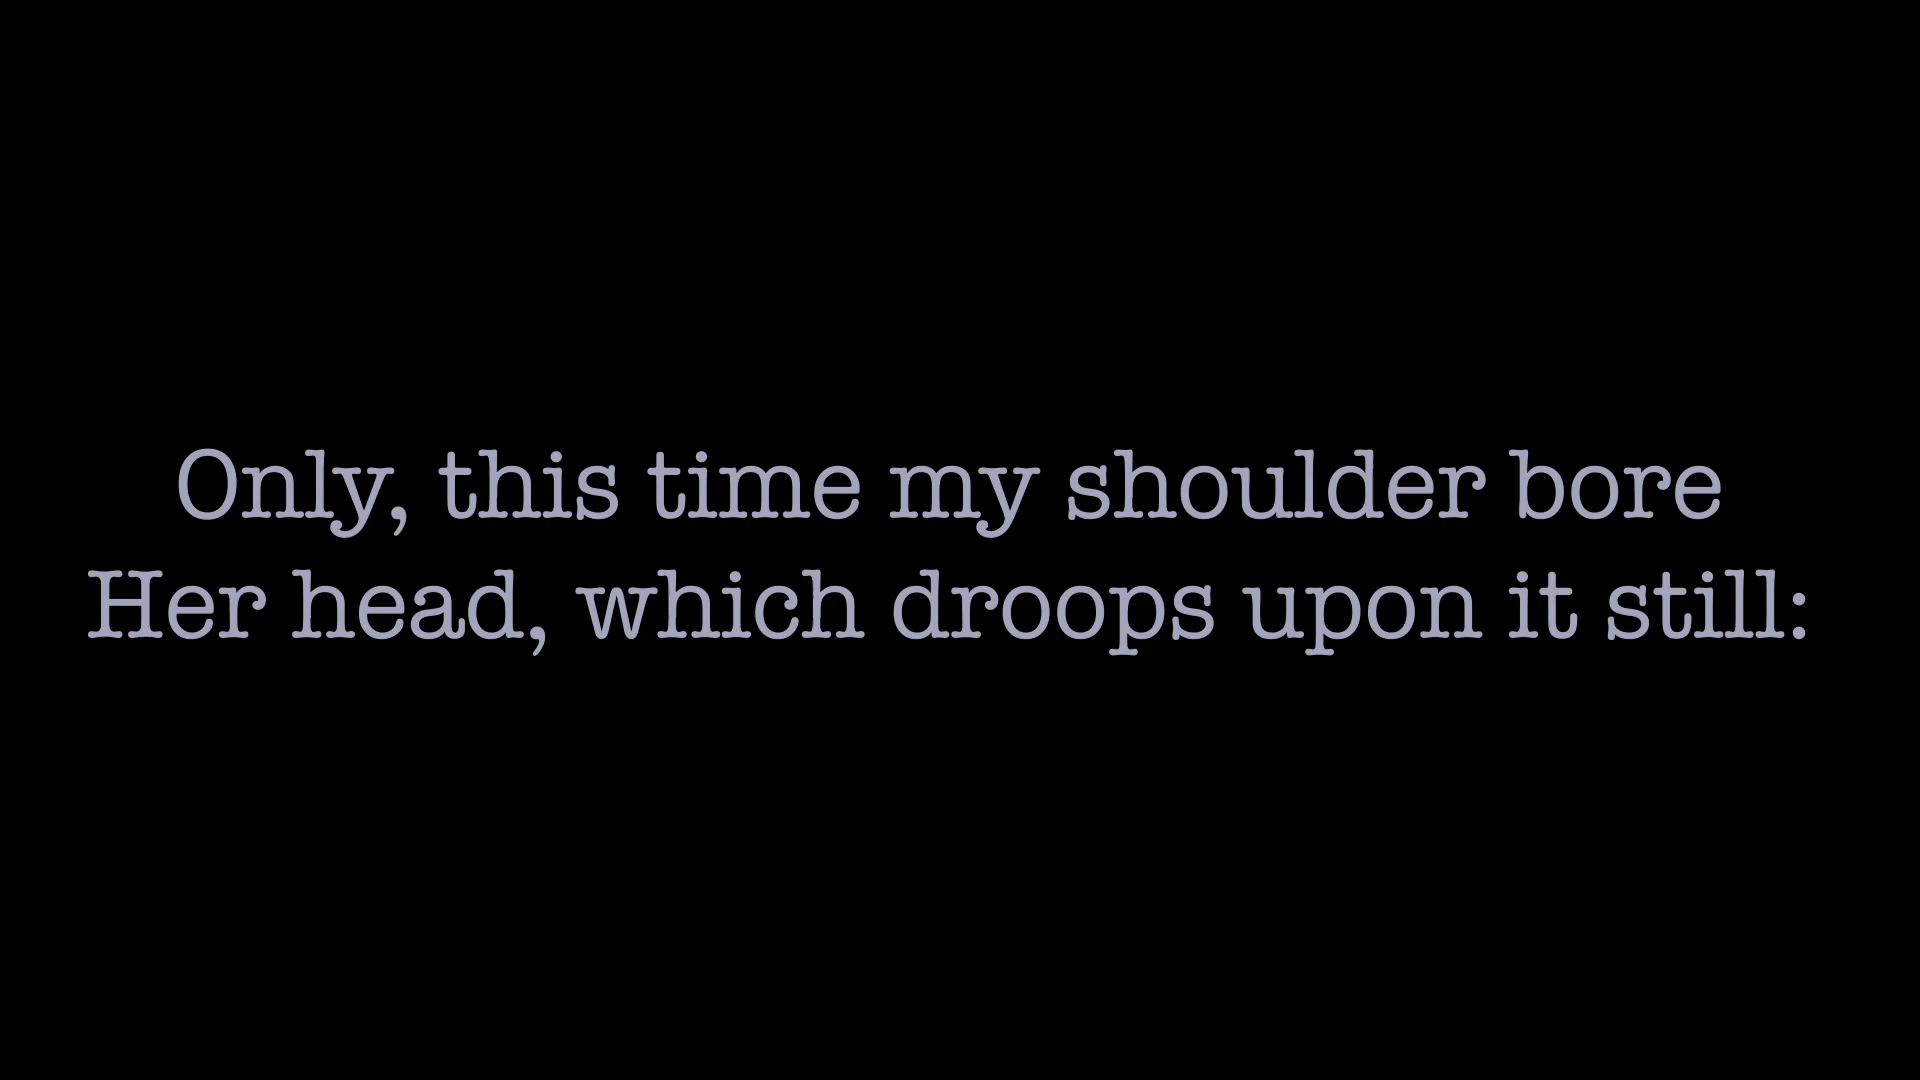 Only, this time my shoulder bore
Her head, which droops upon it still: